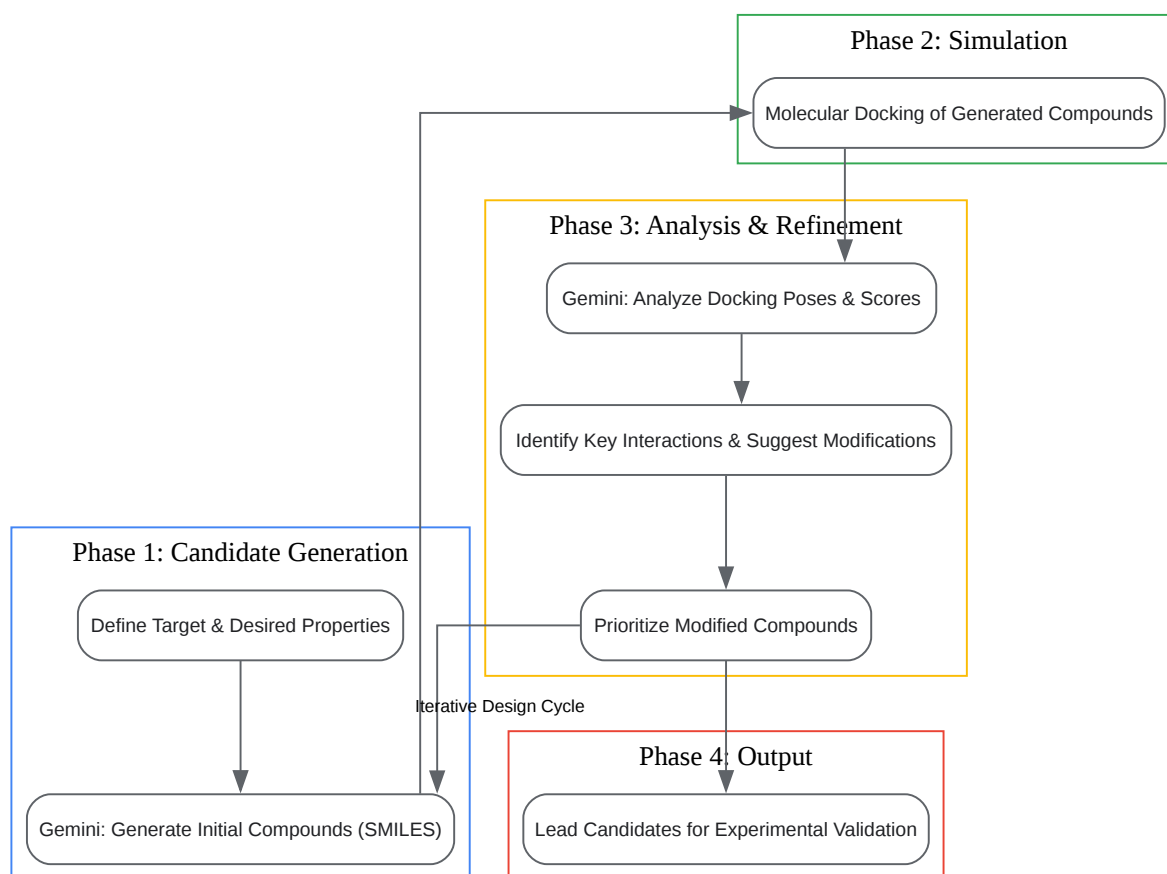 Phase 2: Simulation
Molecular Docking of Generated Compounds
Phase 3: Analysis & Refinement
Gemini: Analyze Docking Poses & Scores
Identify Key Interactions & Suggest Modifications
Phase 1: Candidate Generation
Define Target & Desired Properties
Prioritize Modified Compounds
Iterative Design Cycle
Phase 4: Output
Gemini: Generate Initial Compounds (SMILES)
Lead Candidates for Experimental Validation